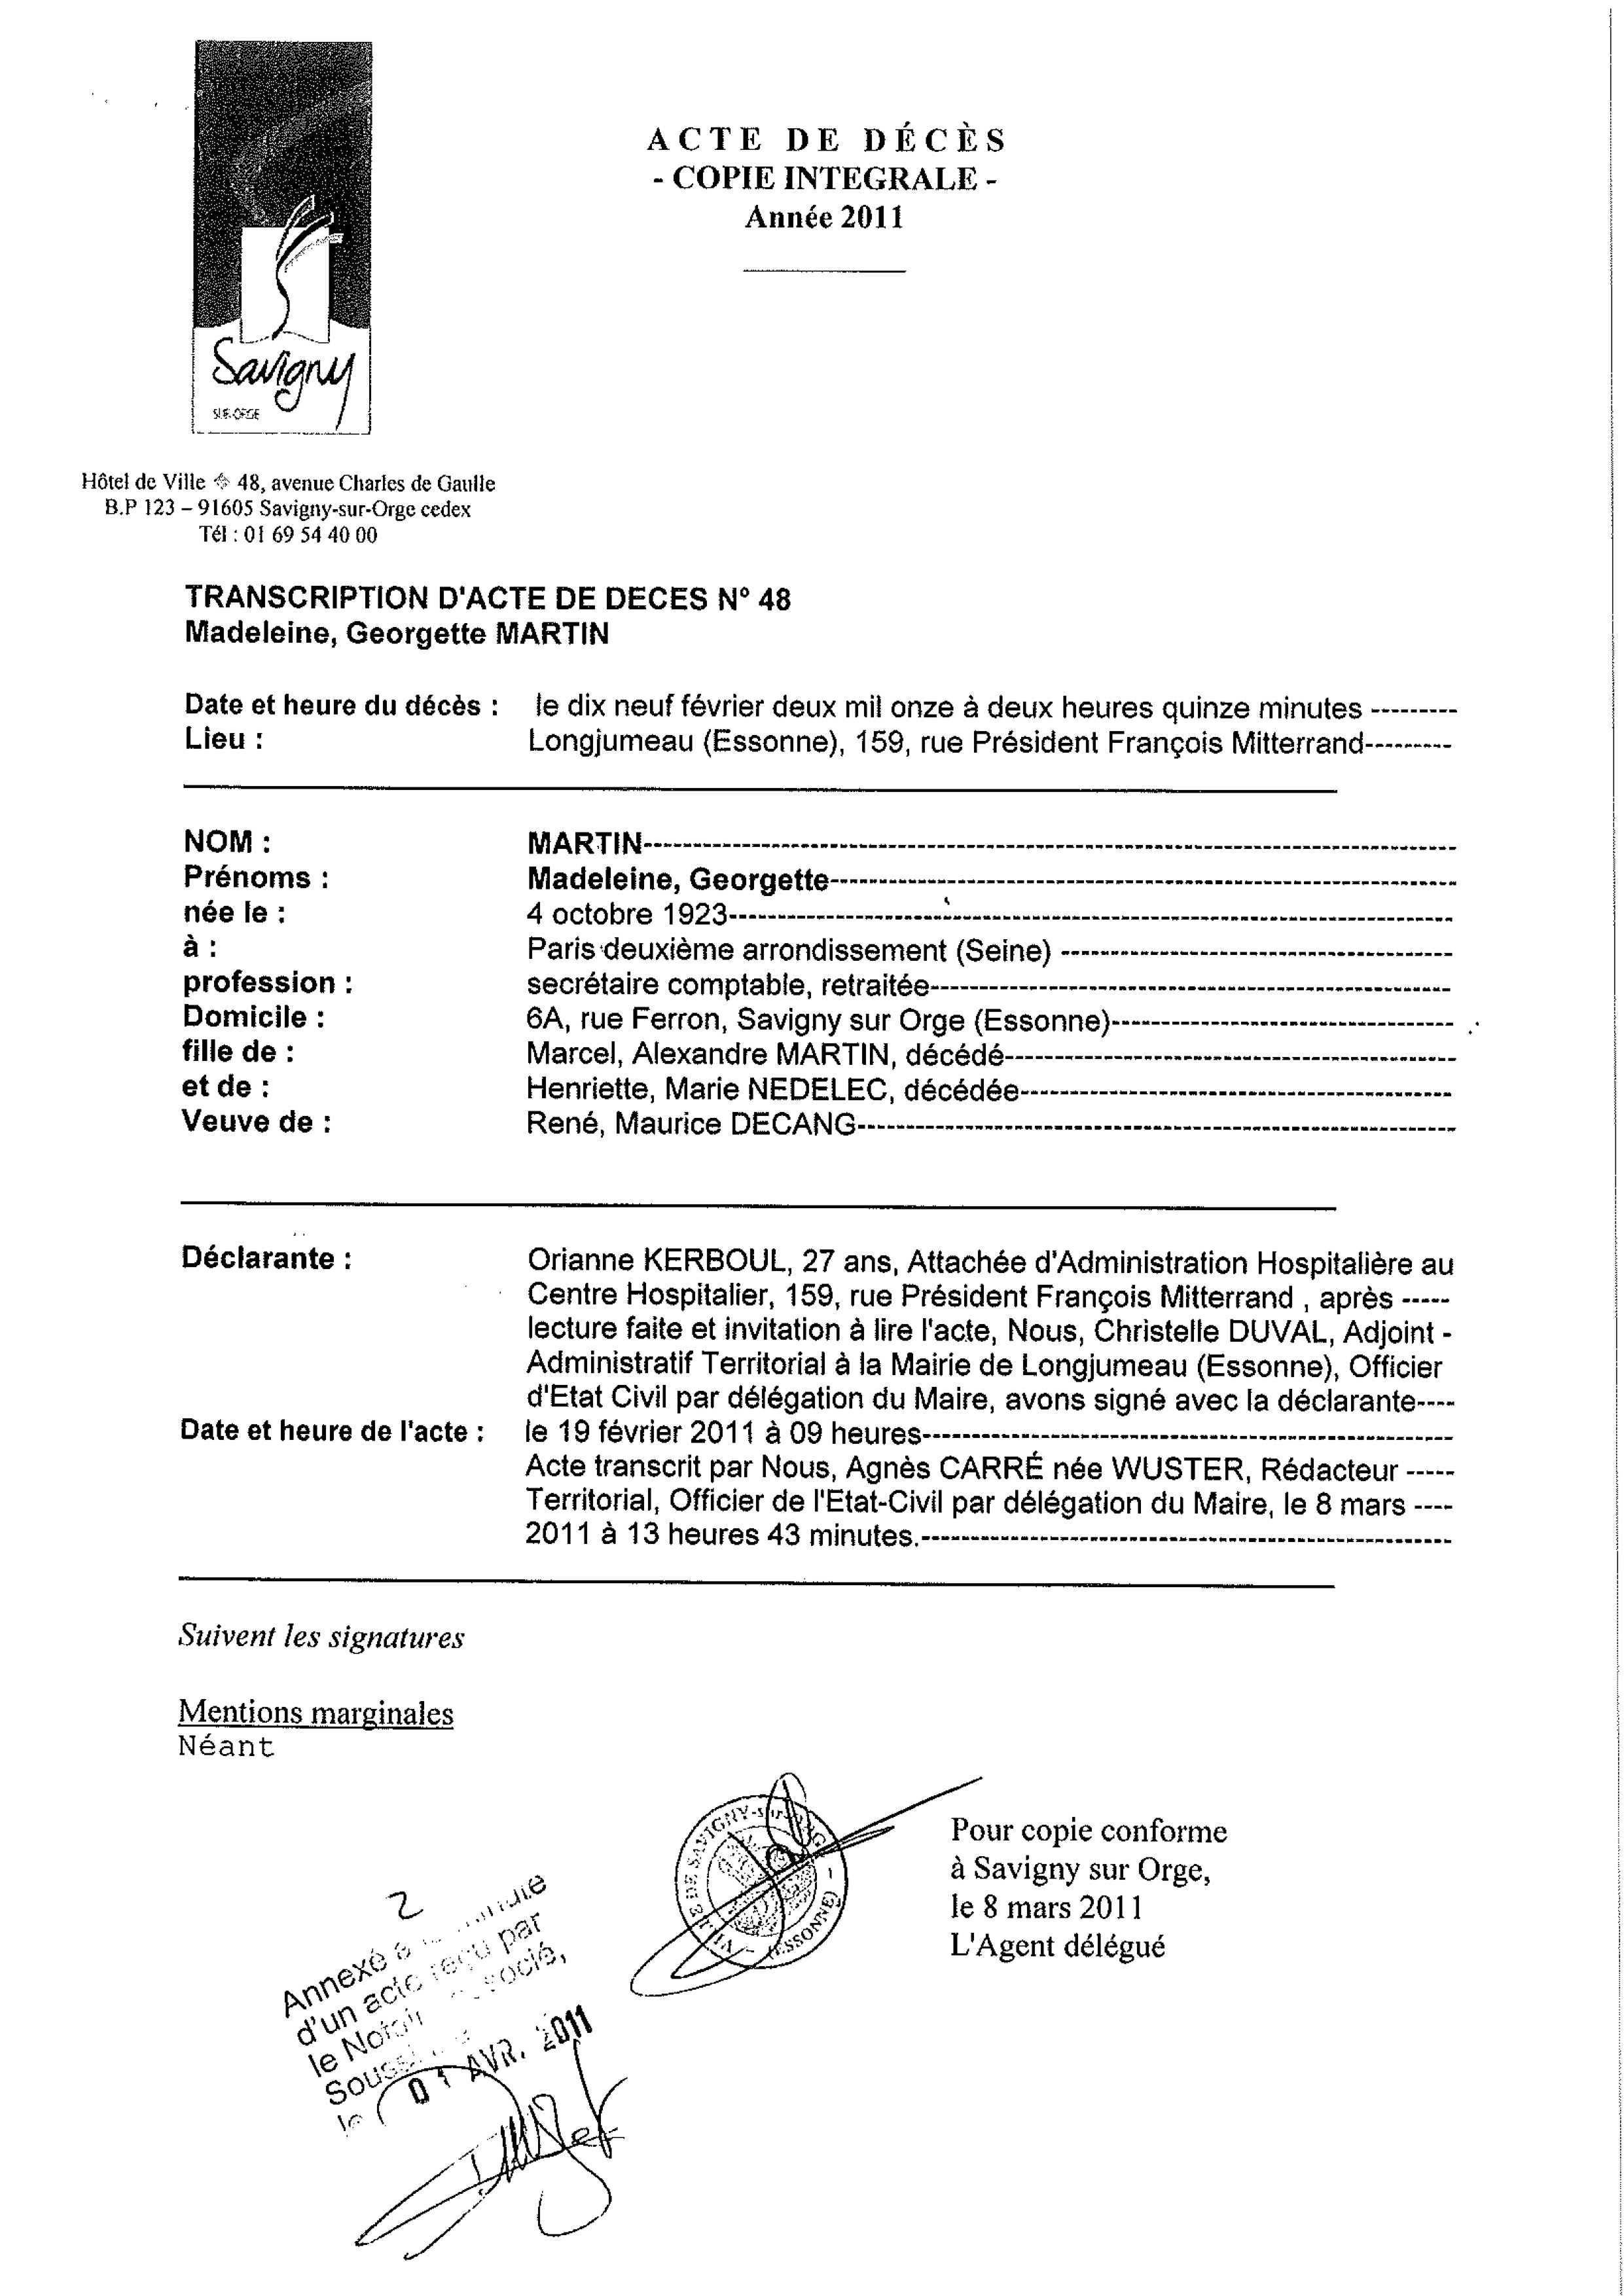 ACTE DE DÉCÈS
- COPIE INTEGRALE -
Année 2011
Savigny
SUR-ORGE
Hôtel de Ville 48, avenue Charles de Gaulle
B.P 123 – 91605 Savigny-sur-Orge cedex
Tél : 01 69 54 40 00
TRANSCRIPTION D'ACTE DE DECES N° 48
Madeleine, Georgette MARTIN
Date et heure du décès : le dix neuf février deux mil onze à deux heures quinze minutes ---------
Lieu : Longjumeau (Essonne), 159, rue Président François Mitterrand---------
NOM : MARTIN---------
Prénoms : Madeleine, Georgette---------
née le : 4 octobre 1923---------
à : Paris deuxième arrondissement (Seine) ---------
profession : secrétaire comptable, retraitée---------
Domicile : 6A, rue Ferron, Savigny sur Orge (Essonne)---------
fille de : Marcel, Alexandre MARTIN, décédé---------
et de : Henriette, Marie NEDELEC, décédée---------
Veuve de : René, Maurice DECANG---------
Déclarante : Orianne KERBOUL, 27 ans, Attachée d'Administration Hospitalière au
Centre Hospitalier, 159, rue Président François Mitterrand , après -----
lecture faite et invitation à lire l'acte, Nous, Christelle DUVAL, Adjoint -
Administratif Territorial à la Mairie de Longjumeau (Essonne), Officier
d'Etat Civil par délégation du Maire, avons signé avec la déclarante----
Date et heure de l'acte : le 19 février 2011 à 09 heures---------
Acte transcrit par Nous, Agnès CARRÉ née WUSTER, Rédacteur -----
Territorial, Officier de l'Etat-Civil par délégation du Maire, le 8 mars ----
2011 à 13 heures 43 minutes.---------
Suivent les signatures
Mentions marginales
Néant
VILLE DE SAVIGNY-sur-ORGE
(ESSONNE)
Pour copie conforme
à Savigny sur Orge,
le 8 mars 2011
L'Agent délégué
2
Annexé à la minute
d'un acte reçu par
le
01 AVR. 2011
le